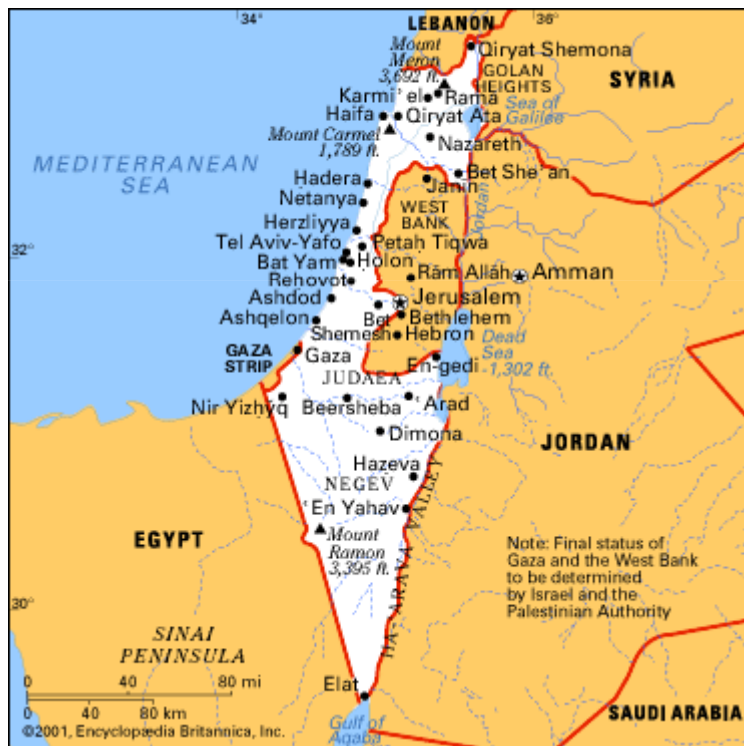 34°
36°
LEBANON
Mount
Meron
3,692 ft.
Qiryat Shemona
GOLAN
HEIGHTS
SYRIA
Karmi'el
Rama
Sea of
Galilee
Haifa
Qiryat Ata
Mount Carmel
1,789 ft.
Nazareth
MEDITERRANEAN
SEA
Bet She'an
Hadera
Janin
Netanya
WEST
BANK
Jordan
Herzliyya
Tel Aviv-Yafo
Petah Tiqwa
32°
Bat Yam
Holon
Rehovot
Rām Allāh
Amman
Ashdod
Jerusalem
Ashqelon
Bet
Shemesh
Bethlehem
Hebron
Dead
Sea
-1,302 ft.
GAZA
STRIP
Gaza
En-gedi
JUDAEA
Nir Yizhāq
Beersheba
'Arad
Dimona
JORDAN
Hazeva
NEGEV
'En Yahav
HA-'ARAVA VALLEY
EGYPT
Mount
Ramon
3,395 ft.
Note: Final status of
Gaza and the West Bank
to be determined
by Israel and the
Palestinian Authority
30°
SINAI
PENINSULA
0 40 80 mi
0 40 80 km
Elat
Gulf of
Aqaba
SAUDI ARABIA
©2001, Encyclopædia Britannica, Inc.